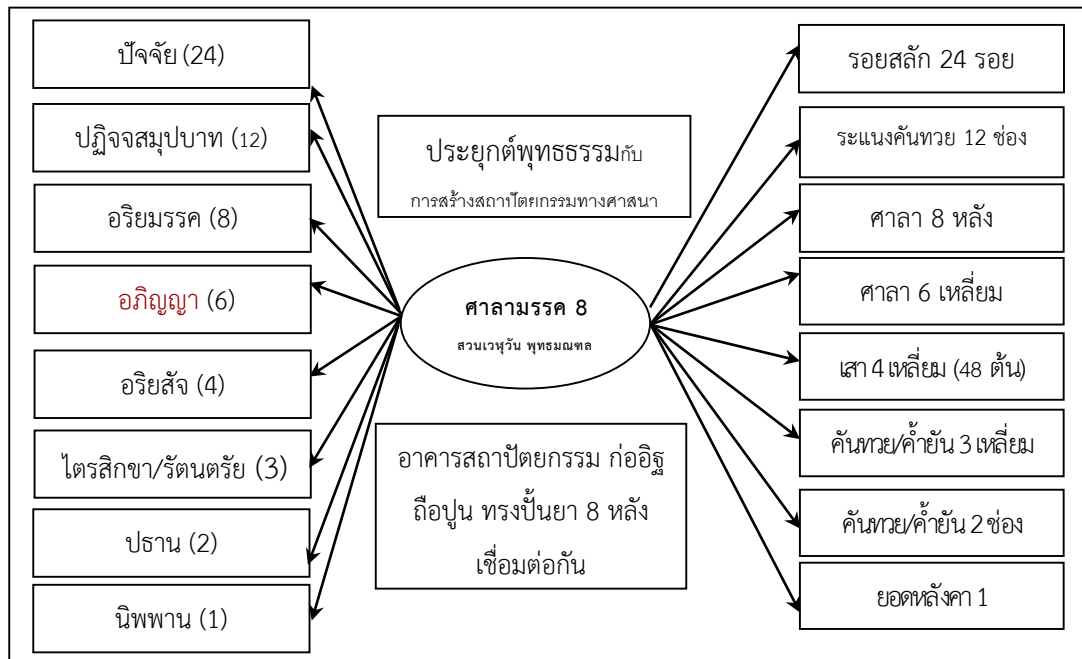 ปัจจัย (24)
ปฏิจจสมุปบาท (12)
อริยมรรค (8)
อภิญญา (6)
อริยสัจ (4)
ไตรสิกขา/รัตนตรัย (3)
ปธาน (2)
นิพพาน (1)
ประยุกต์พุทธธรรมกับ
การสร้างสถาปัตยกรรมทางศาสนา
ศาลามรรค 8
สวนเวฬุวัน พุทธมณฑล
อาคารสถาปัตยกรรม ก่ออิฐ
ถือปูน ทรงปั้นยา 8 หลัง
เชื่อมต่อกัน
รอยสลัก 24 รอย
ระแนงคันทวย 12 ช่อง
ศาลา 8 หลัง
ศาลา 6 เหลี่ยม
เสา 4 เหลี่ยม (48 ต้น)
คันทวย/ค้ำยัน 3 เหลี่ยม
คันทวย/ค้ำยัน 2 ช่อง
ยอดหลังคา 1